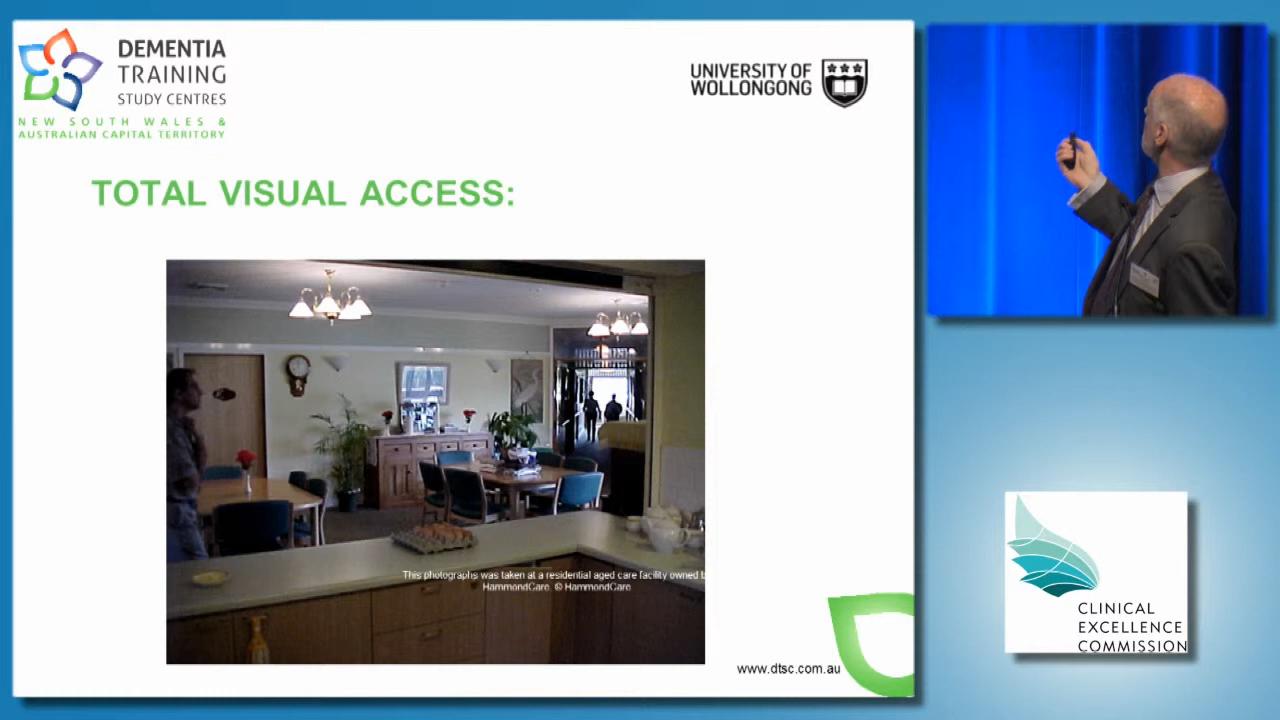 DEMENTIA
TRAINING
STUDY CENTRES
NEW SOUTH WALES &
AUSTRALIAN CAPITAL TERRITORY
UNIVERSITY OF
WOLLONGONG
TOTAL VISUAL ACCESS:
This photographs was taken at a residential aged care facility owned b
HammondCare. © HammondCare
www.dtsc.com.au
CLINICAL
EXCELLENCE
COMMISSION